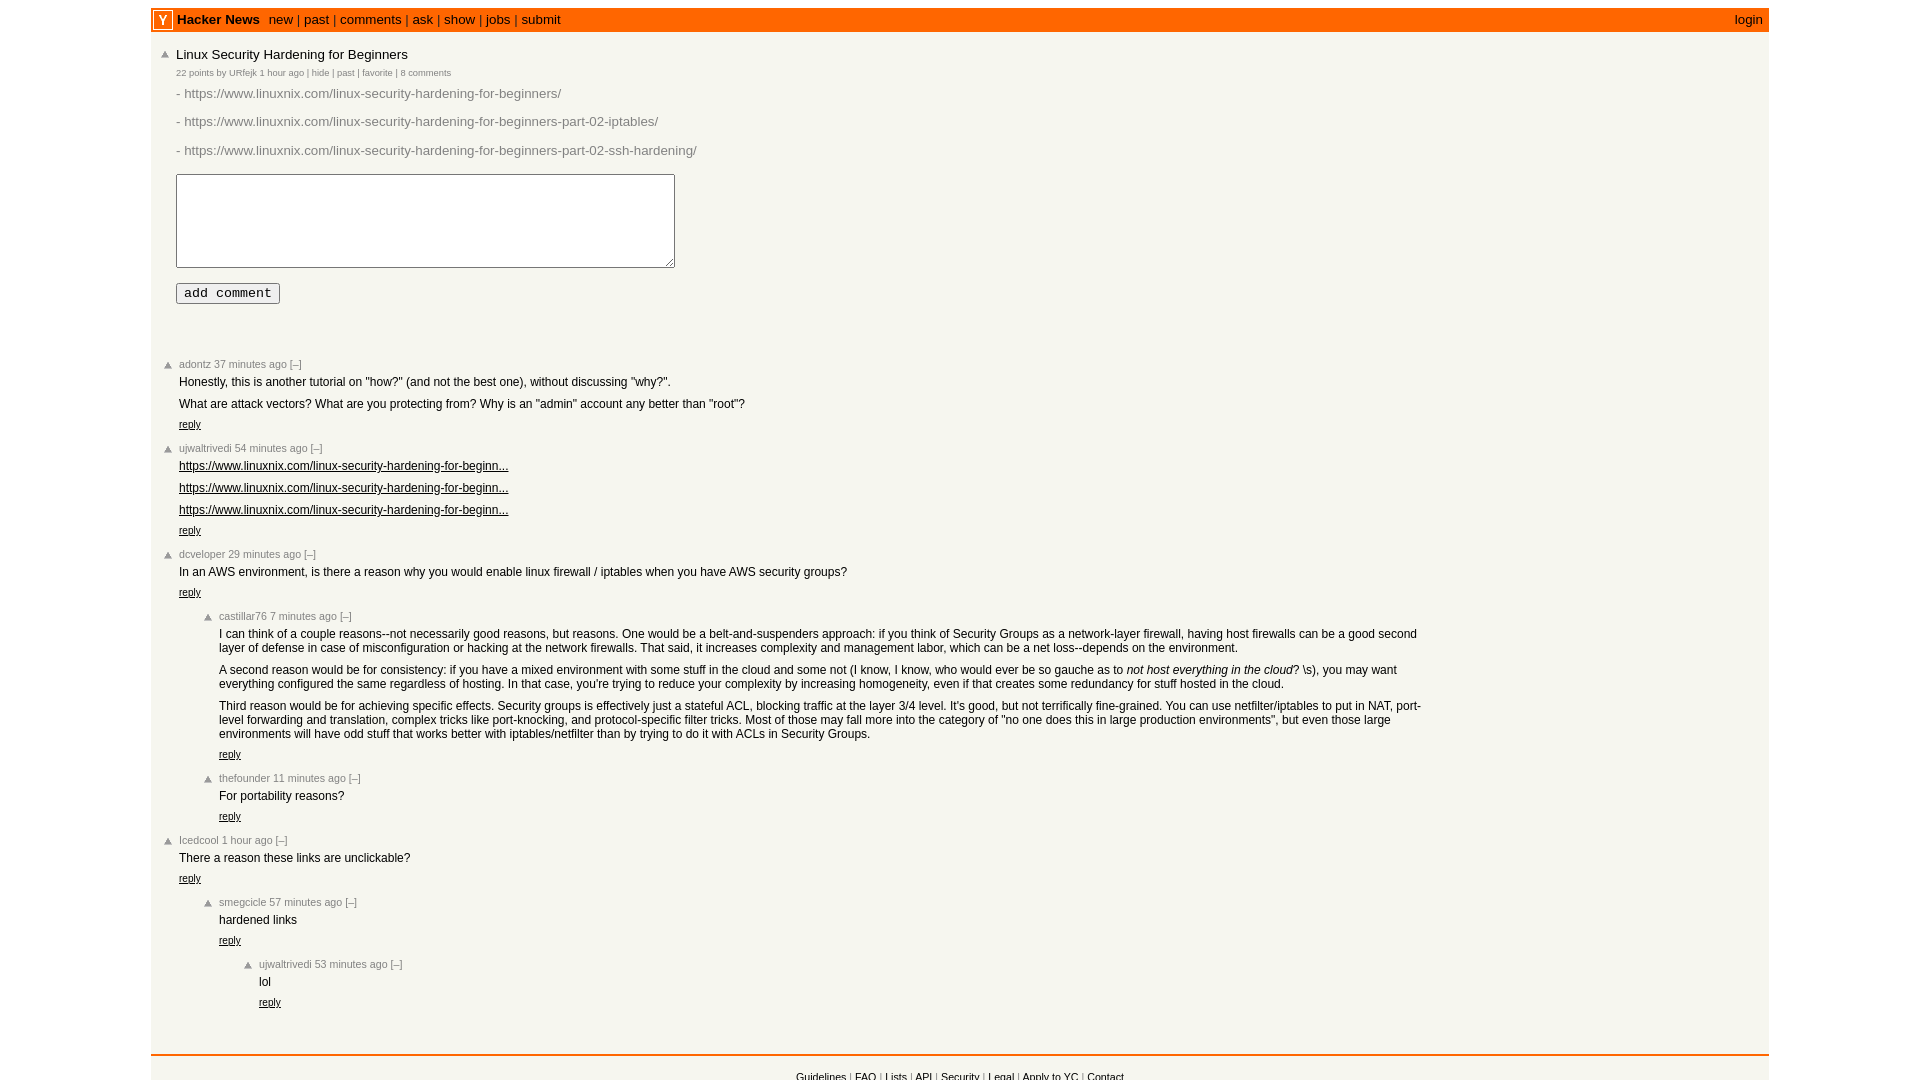 Y Hacker News new | past | comments | ask | show | jobs | submit login
Linux Security Hardening for Beginners
22 points by URfejk 1 hour ago | hide | past | favorite | 8 comments
- https://www.linuxnix.com/linux-security-hardening-for-beginners/
- https://www.linuxnix.com/linux-security-hardening-for-beginners-part-02-iptables/
- https://www.linuxnix.com/linux-security-hardening-for-beginners-part-02-ssh-hardening/
add comment
adontz 37 minutes ago [–]
Honestly, this is another tutorial on "how?" (and not the best one), without discussing "why?".
What are attack vectors? What are you protecting from? Why is an "admin" account any better than "root"?
reply
ujwaltrivedi 54 minutes ago [–]
https://www.linuxnix.com/linux-security-hardening-for-beginn...
https://www.linuxnix.com/linux-security-hardening-for-beginn...
https://www.linuxnix.com/linux-security-hardening-for-beginn...
reply
dcveloper 29 minutes ago [–]
In an AWS environment, is there a reason why you would enable linux firewall / iptables when you have AWS security groups?
reply
castillar76 7 minutes ago [–]
I can think of a couple reasons--not necessarily good reasons, but reasons. One would be a belt-and-suspenders approach: if you think of Security Groups as a network-layer firewall, having host firewalls can be a good second
layer of defense in case of misconfiguration or hacking at the network firewalls. That said, it increases complexity and management labor, which can be a net loss--depends on the environment.
A second reason would be for consistency: if you have a mixed environment with some stuff in the cloud and some not (I know, I know, who would ever be so gauche as to not host everything in the cloud? \s), you may want
everything configured the same regardless of hosting. In that case, you're trying to reduce your complexity by increasing homogeneity, even if that creates some redundancy for stuff hosted in the cloud.
Third reason would be for achieving specific effects. Security groups is effectively just a stateful ACL, blocking traffic at the layer 3/4 level. It's good, but not terrifically fine-grained. You can use netfilter/iptables to put in NAT, port-
level forwarding and translation, complex tricks like port-knocking, and protocol-specific filter tricks. Most of those may fall more into the category of "no one does this in large production environments", but even those large
environments will have odd stuff that works better with iptables/netfilter than by trying to do it with ACLs in Security Groups.
reply
thefounder 11 minutes ago [–]
For portability reasons?
reply
Icedcool 1 hour ago [–]
There a reason these links are unclickable?
reply
smegcicle 57 minutes ago [–]
hardened links
reply
ujwaltrivedi 53 minutes ago [–]
lol
reply
Guidelines | FAQ | Lists | API | Security | Legal | Apply to YC | Contact